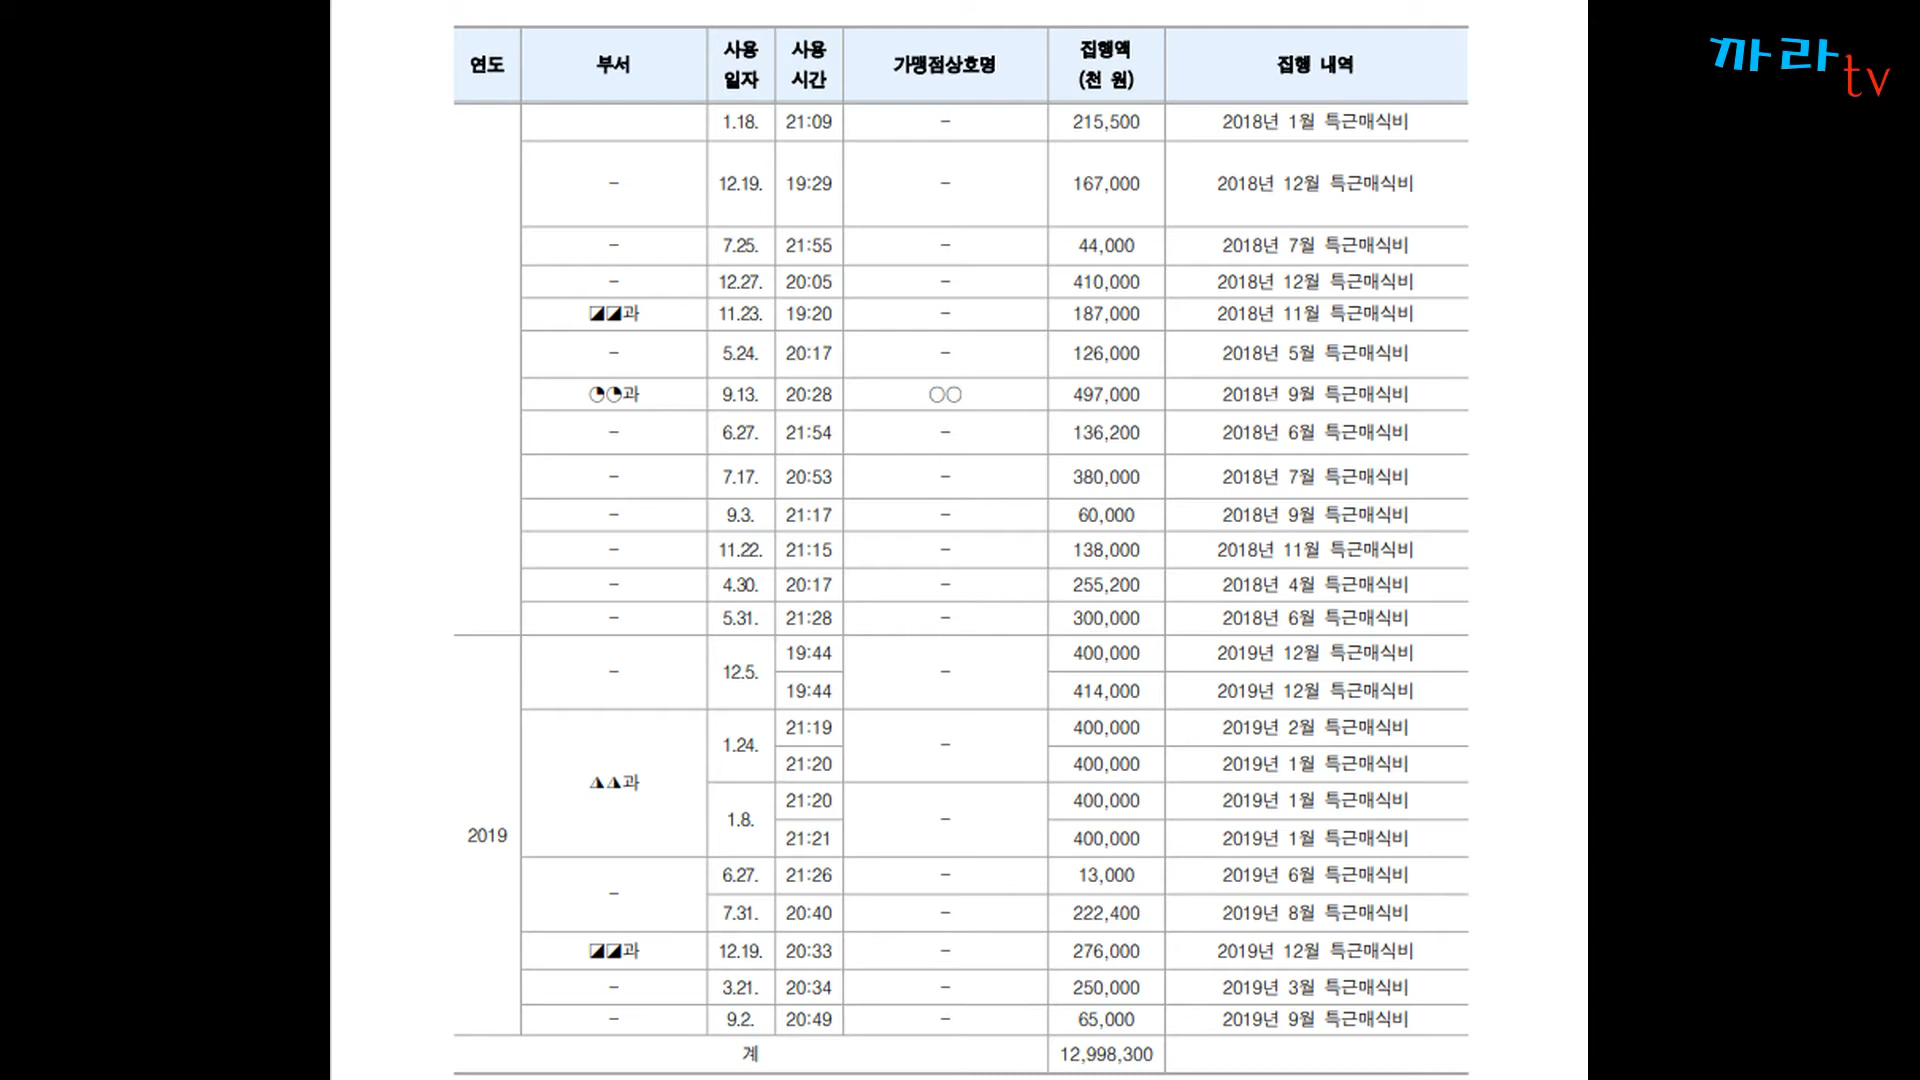 까라tv
연도 부서 사용 일자 사용 시간 가맹점상호명 집행액 (천 원) 집행 내역
1.18. 21:09 – 215,500 2018년 1월 특근매식비
– 12.19. 19:29 – 167,000 2018년 12월 특근매식비
– 7.25. 21:55 – 44,000 2018년 7월 특근매식비
– 12.27. 20:05 – 410,000 2018년 12월 특근매식비
◪◪과 11.23. 19:20 – 187,000 2018년 11월 특근매식비
– 5.24. 20:17 – 126,000 2018년 5월 특근매식비
◔◔과 9.13. 20:28 ○○ 497,000 2018년 9월 특근매식비
– 6.27. 21:54 – 136,200 2018년 6월 특근매식비
– 7.17. 20:53 – 380,000 2018년 7월 특근매식비
– 9.3. 21:17 – 60,000 2018년 9월 특근매식비
– 11.22. 21:15 – 138,000 2018년 11월 특근매식비
– 4.30. 20:17 – 255,200 2018년 4월 특근매식비
– 5.31. 21:28 – 300,000 2018년 6월 특근매식비
2019 – 12.5. 19:44 – 400,000 2019년 12월 특근매식비
19:44 414,000 2019년 12월 특근매식비
◮◮과 1.24. 21:19 – 400,000 2019년 2월 특근매식비
21:20 400,000 2019년 1월 특근매식비
1.8. 21:20 – 400,000 2019년 1월 특근매식비
21:21 400,000 2019년 1월 특근매식비
– 6.27. 21:26 – 13,000 2019년 6월 특근매식비
7.31. 20:40 – 222,400 2019년 8월 특근매식비
◪◪과 12.19. 20:33 – 276,000 2019년 12월 특근매식비
– 3.21. 20:34 – 250,000 2019년 3월 특근매식비
– 9.2. 20:49 – 65,000 2019년 9월 특근매식비
계 12,998,300